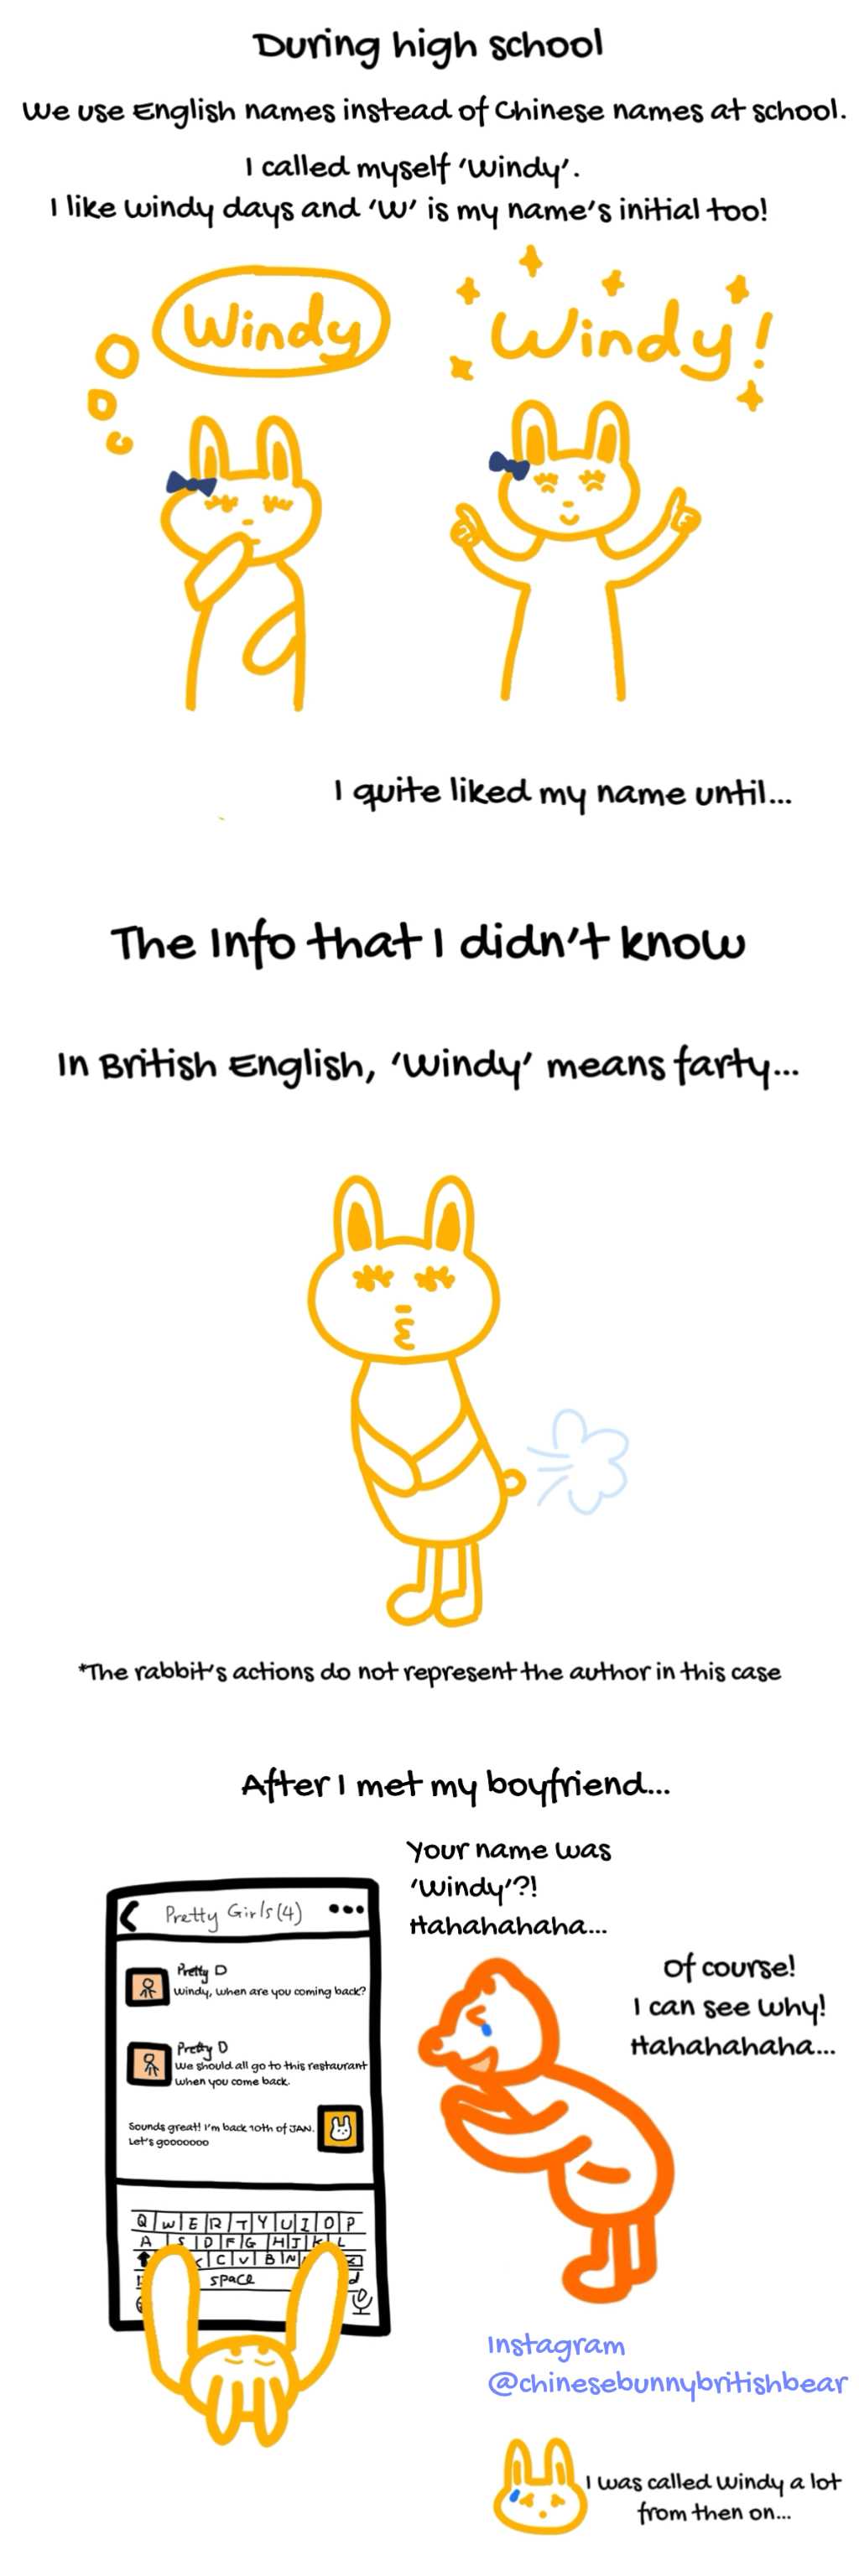 During high school
We use English names instead of Chinese names at school.
I called myself 'Windy'.
I like windy days and 'W' is my name's initial too!
Windy
Windy!
I quite liked my name until...
The Info that I didn't know
In British English, 'Windy' means farty...
*The rabbit's actions do not represent the author in this case
After I met my boyfriend...
Your name was
'Windy'?!
Hahahahaha...
Of course!
I can see why!
Hahahahaha...
Pretty Girls(4)
Pretty D
Windy, when are you coming back?
Pretty D
We should all go to this restaurant
when you come back.
Sounds great! I'm back 10th of JAN.
Let's gooooooo
Q W E R T Y U I O P
A S D F G H J K L
C V B N
space
Instagram
@chinesebunnybritishbear
I was called Windy a lot
from then on...